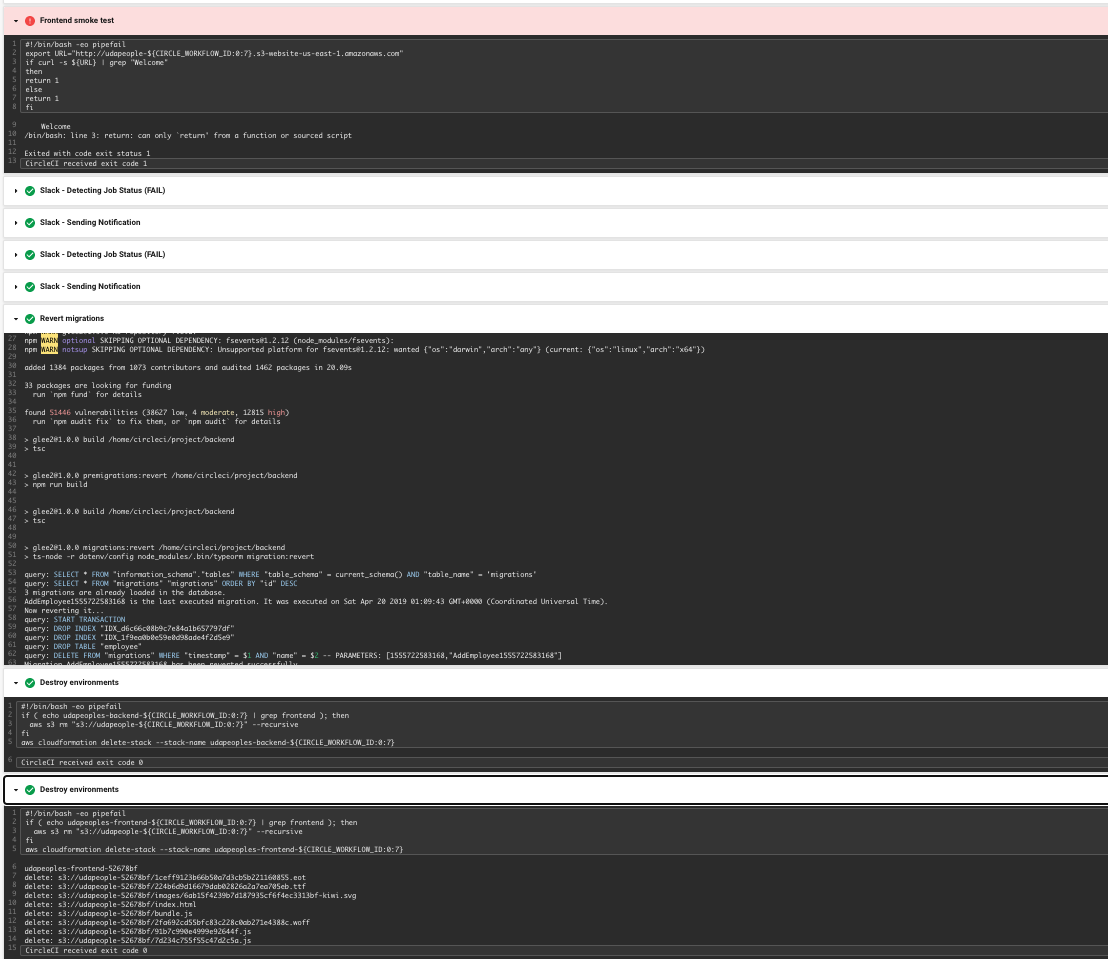 Frontend smoke test
1 #!/bin/bash -eo pipefail
2 export URL="http://udapeople-${CIRCLE_WORKFLOW_ID:0:7}.s3-website-us-east-1.amazonaws.com"
3 if curl -s ${URL} | grep "Welcome"
4 then
5 return 1
6 else
7 return 1
8 fi
9 Welcome
10 /bin/bash: line 3: return: can only `return' from a function or sourced script
11
12 Exited with code exit status 1
13 CircleCI received exit code 1
Slack - Detecting Job Status (FAIL)
Slack - Sending Notification
Slack - Detecting Job Status (FAIL)
Slack - Sending Notification
Revert migrations
27 npm WARN optional SKIPPING OPTIONAL DEPENDENCY: fsevents@1.2.12 (node_modules/fsevents):
28 npm WARN notsup SKIPPING OPTIONAL DEPENDENCY: Unsupported platform for fsevents@1.2.12: wanted {"os":"darwin","arch":"any"} (current: {"os":"linux","arch":"x64"})
29
30 added 1384 packages from 1073 contributors and audited 1462 packages in 20.09s
31
32 33 packages are looking for funding
33 run `npm fund` for details
34
35 found 51446 vulnerabilities (38627 low, 4 moderate, 12815 high)
36 run `npm audit fix` to fix them, or `npm audit` for details
37
38 > glee2@1.0.0 build /home/circleci/project/backend
39 > tsc
40
41
42 > glee2@1.0.0 premigrations:revert /home/circleci/project/backend
43 > npm run build
44
45
46 > glee2@1.0.0 build /home/circleci/project/backend
47 > tsc
48
49
50 > glee2@1.0.0 migrations:revert /home/circleci/project/backend
51 > ts-node -r dotenv/config node_modules/.bin/typeorm migration:revert
52
53 query: SELECT * FROM "information_schema"."tables" WHERE "table_schema" = current_schema() AND "table_name" = 'migrations'
54 query: SELECT * FROM "migrations" "migrations" ORDER BY "id" DESC
55 3 migrations are already loaded in the database.
56 AddEmployee1555722583168 is the last executed migration. It was executed on Sat Apr 20 2019 01:09:43 GMT+0000 (Coordinated Universal Time).
57 Now reverting it...
58 query: START TRANSACTION
59 query: DROP INDEX "IDX_d6c66c08b9c7e84a1b657797df"
60 query: DROP INDEX "IDX_1f9ea0b0e59e0d98ade4f2d5e9"
61 query: DROP TABLE "employee"
62 query: DELETE FROM "migrations" WHERE "timestamp" = $1 AND "name" = $2 -- PARAMETERS: [1555722583168,"AddEmployee1555722583168"]
63 Migration AddEmployee1555722583168 has been reverted successfully.
Destroy environments
1 #!/bin/bash -eo pipefail
2 if ( echo udapeoples-backend-${CIRCLE_WORKFLOW_ID:0:7} | grep frontend ); then
3 aws s3 rm "s3://udapeople-${CIRCLE_WORKFLOW_ID:0:7}" --recursive
4 fi
5 aws cloudformation delete-stack --stack-name udapeoples-backend-${CIRCLE_WORKFLOW_ID:0:7}
6 CircleCI received exit code 0
Destroy environments
1 #!/bin/bash -eo pipefail
2 if ( echo udapeoples-frontend-${CIRCLE_WORKFLOW_ID:0:7} | grep frontend ); then
3 aws s3 rm "s3://udapeople-${CIRCLE_WORKFLOW_ID:0:7}" --recursive
4 fi
5 aws cloudformation delete-stack --stack-name udapeoples-frontend-${CIRCLE_WORKFLOW_ID:0:7}
6 udapeoples-frontend-52678bf
7 delete: s3://udapeople-52678bf/1ceff9123b66b50a7d3cb5b221160855.eot
8 delete: s3://udapeople-52678bf/224b6d9d16679dab02826a2a7ea705eb.ttf
9 delete: s3://udapeople-52678bf/images/6ab15f4239b7d187935cf6f4ec3313bf-kiwi.svg
10 delete: s3://udapeople-52678bf/index.html
11 delete: s3://udapeople-52678bf/bundle.js
12 delete: s3://udapeople-52678bf/2fa692cd55bfc83c228c0ab271e4388c.woff
13 delete: s3://udapeople-52678bf/91b7c990e4999e92644f.js
14 delete: s3://udapeople-52678bf/7d234c755f55c47d2c5a.js
15 CircleCI received exit code 0